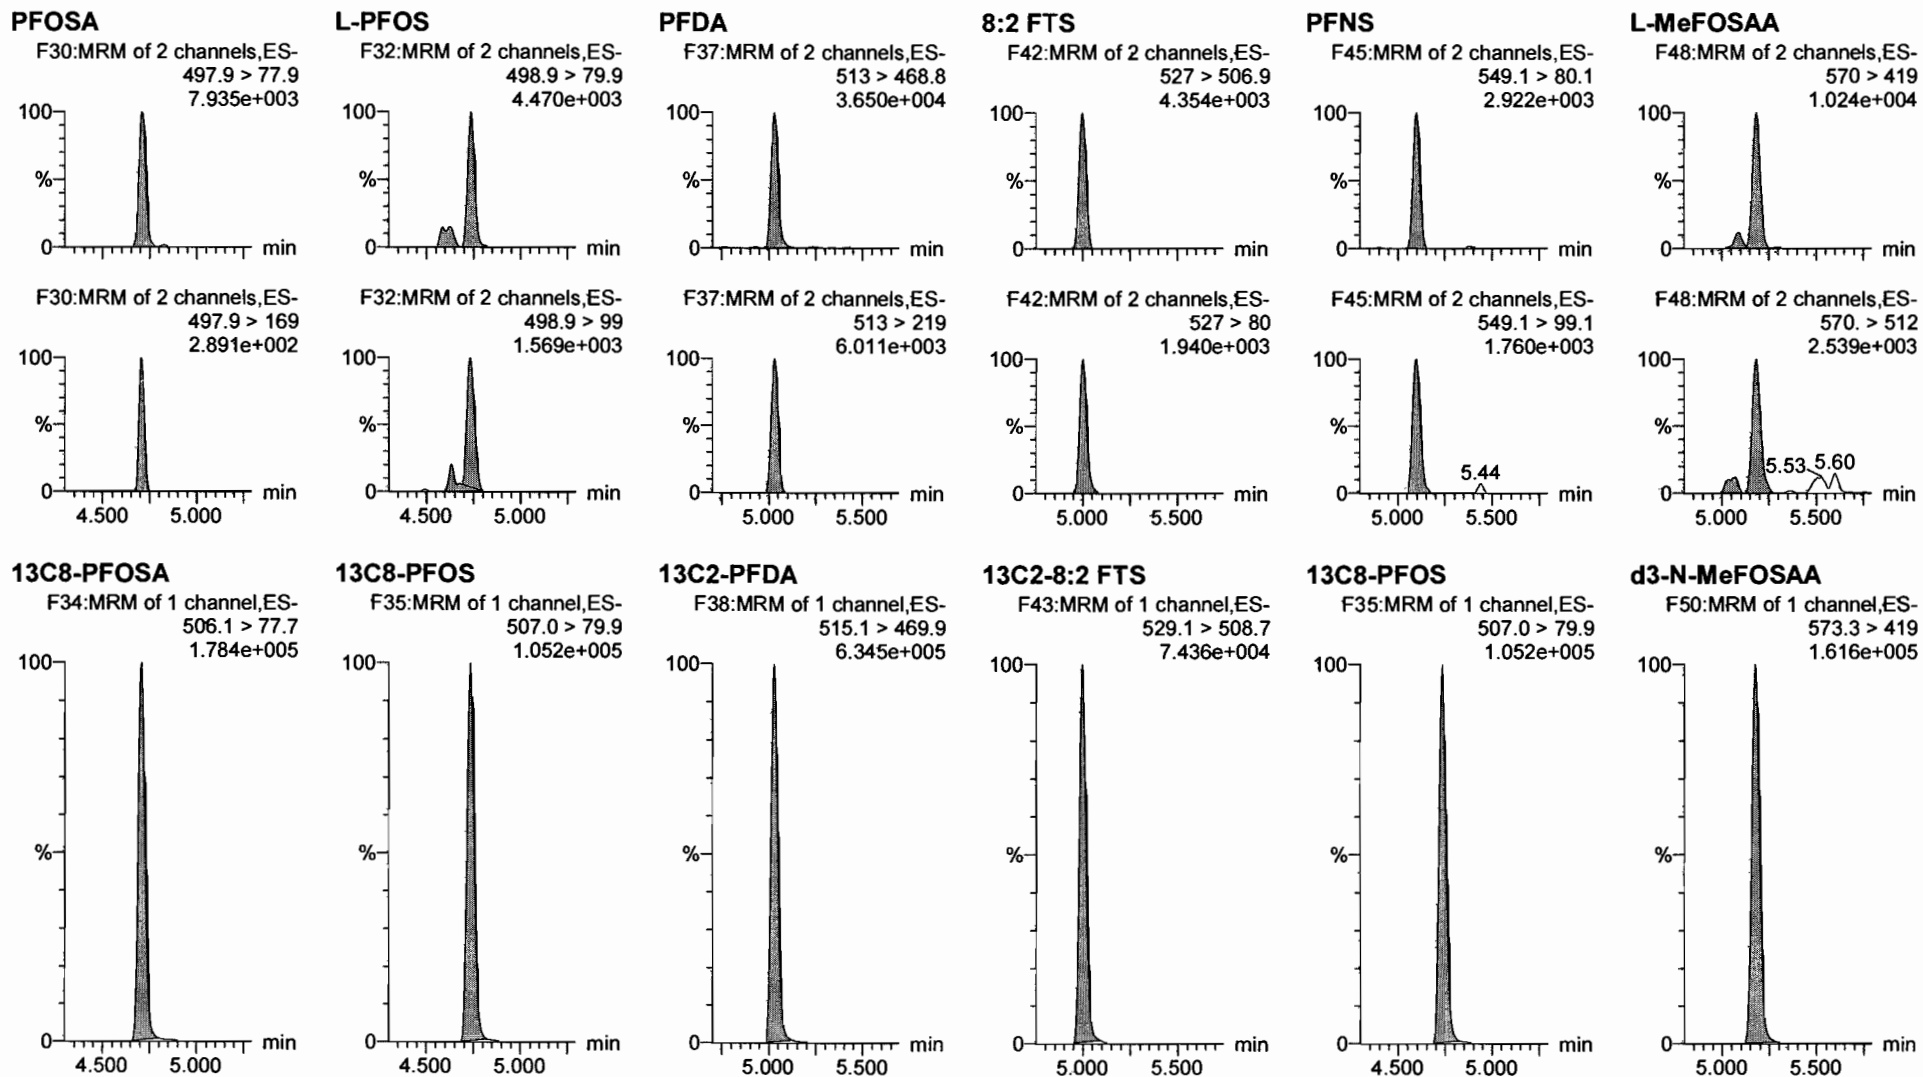 PFOSA
F30:MRM of 2 channels,ES-
497.9 > 77.9
7.935e+003
100
%
0
min
F30:MRM of 2 channels,ES-
497.9 > 169
2.891e+002
100
%
0
min
4.500 5.000
L-PFOS
F32:MRM of 2 channels,ES-
498.9 > 79.9
4.470e+003
100
%
0
min
F32:MRM of 2 channels,ES-
498.9 > 99
1.569e+003
100
%
0
min
4.500 5.000
PFDA
F37:MRM of 2 channels,ES-
513 > 468.8
3.650e+004
100
%
0
min
F37:MRM of 2 channels,ES-
513 > 219
6.011e+003
100
%
0
min
5.000 5.500
8:2 FTS
F42:MRM of 2 channels,ES-
527 > 506.9
4.354e+003
100
%
0
min
F42:MRM of 2 channels,ES-
527 > 80
1.940e+003
100
%
0
min
5.000 5.500
PFNS
F45:MRM of 2 channels,ES-
549.1 > 80.1
2.922e+003
100
%
0
min
F45:MRM of 2 channels,ES-
549.1 > 99.1
1.760e+003
100
%
5.44
0
min
5.000 5.500
L-MeFOSAA
F48:MRM of 2 channels,ES-
570 > 419
1.024e+004
100
%
0
min
F48:MRM of 2 channels,ES-
570. > 512
2.539e+003
100
%
5.53 5.60
0
min
5.000 5.500
13C8-PFOSA
F34:MRM of 1 channel,ES-
506.1 > 77.7
1.784e+005
100
%
0
min
4.500 5.000
13C8-PFOS
F35:MRM of 1 channel,ES-
507.0 > 79.9
1.052e+005
100
%
0
min
4.500 5.000
13C2-PFDA
F38:MRM of 1 channel,ES-
515.1 > 469.9
6.345e+005
100
%
0
min
5.000 5.500
13C2-8:2 FTS
F43:MRM of 1 channel,ES-
529.1 > 508.7
7.436e+004
100
%
0
min
5.000 5.500
13C8-PFOS
F35:MRM of 1 channel,ES-
507.0 > 79.9
1.052e+005
100
%
0
min
4.500 5.000
d3-N-MeFOSAA
F50:MRM of 1 channel,ES-
573.3 > 419
1.616e+005
100
%
0
min
5.000 5.500